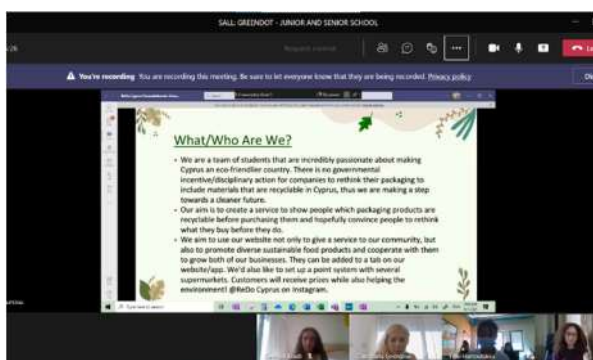 SALL: GREENDOT - JUNIOR AND SENIOR SCHOOL
Request control
You're recording You are recording this meeting. Be sure to let everyone know that they are being recorded. Privacy policy
What/Who Are We?
• We are a team of students that are incredibly passionate about making
Cyprus an eco-friendlier country. There is no governmental
incentive/disciplinary action for companies to rethink their packaging to
include materials that are recyclable in Cyprus, thus we are making a step
towards a cleaner future.
• Our aim is to create a service to show people which packaging products are
recyclable before purchasing them and hopefully convince people to rethink
what they buy before they do.
• We aim to use our website not only to give a service to our community, but
also to promote diverse sustainable food products and cooperate with them
to grow both of our businesses. They can be added to a tab on our
website/app. We'd also like to set up a point system with several
supermarkets. Customers will receive prices while also helping the
environment! @ReDo Cyprus on Instagram.